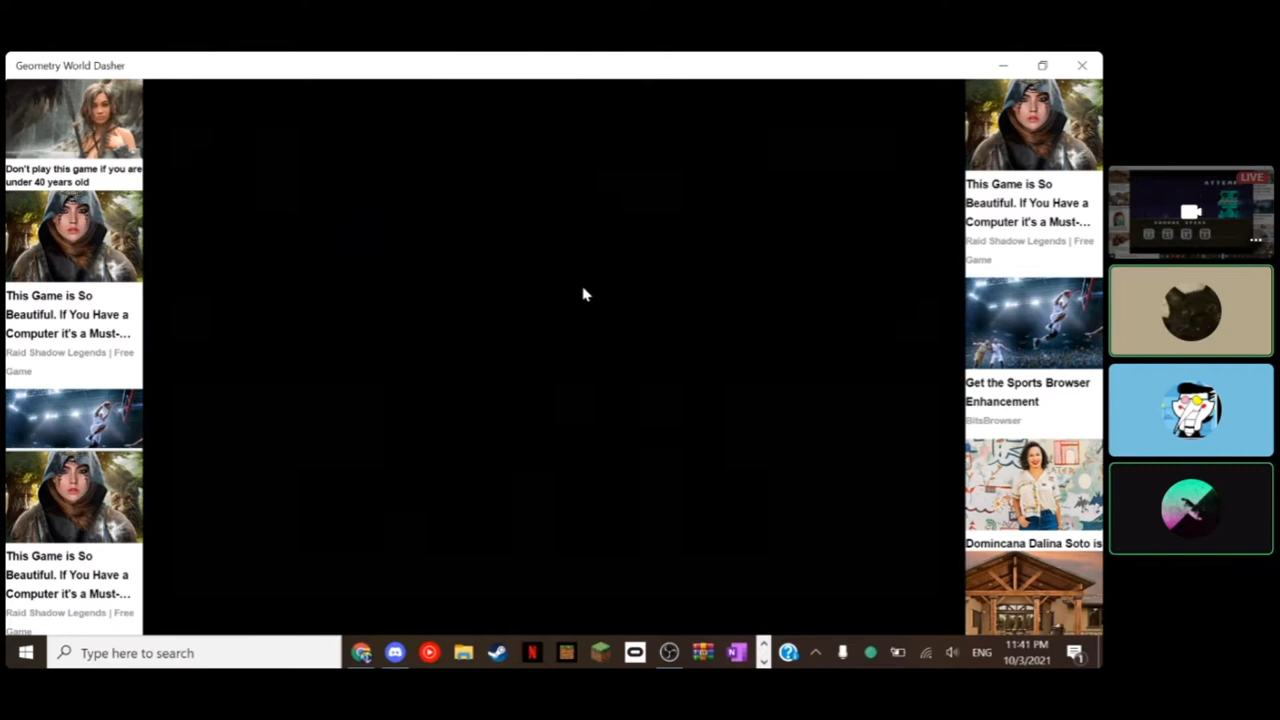 Geometry World Dasher
Don't play this game if you are
under 40 years old
This Game is So
Beautiful. If You Have a
Computer it's a Must-...
Raid Shadow Legends | Free
Game
This Game is So
Beautiful. If You Have a
Computer it's a Must-...
Raid Shadow Legends | Free
Game
This Game is So
Beautiful. If You Have a
Computer it's a Must-...
Raid Shadow Legends | Free
Game
Get the Sports Browser
Enhancement
BitsBrowser
Domincana Dalina Soto is
LIVE
ATTEMP
Type here to search
ENG
11:41 PM
10/3/2021
1